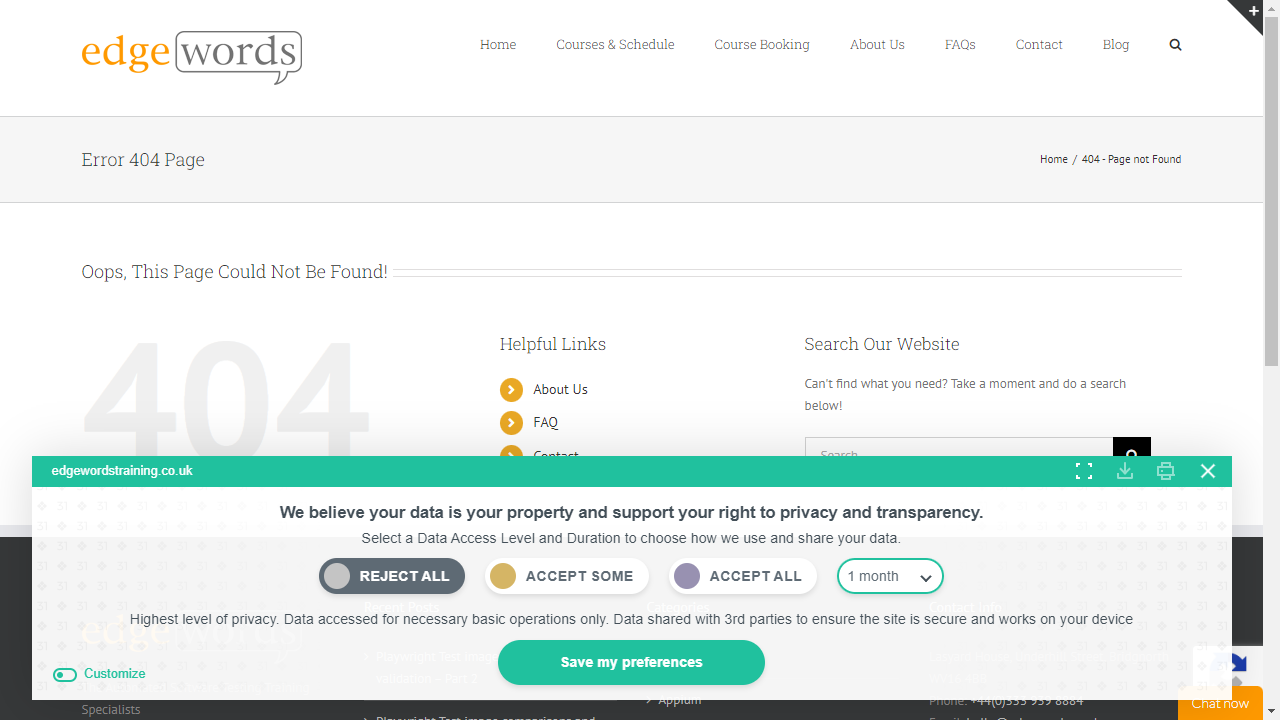 edgewords
Home
Courses & Schedule
Course Booking
About Us
FAQs
Contact
Blog
Error 404 Page
Home / 404 - Page not Found
Oops, This Page Could Not Be Found!
404
Helpful Links
Search Our Website
About Us
Can't find what you need? Take a moment and do a search
below!
FAQ
Contact
Search...
edgewordstraining.co.uk
We believe your data is your property and support your right to privacy and transparency.
Select a Data Access Level and Duration to choose how we use and share your data.
REJECT ALL
ACCEPT SOME
ACCEPT ALL
1 month
Recent Posts
Categories
Contact Info
Highest level of privacy. Data accessed for necessary basic operations only. Data shared with 3rd parties to ensure the site is secure and works on your device
edgewords
Playwright Test image
validation – Part 2
Save my preferences
Customize
Specialists
Appium
Phone: +44(0)333 939 8884
Chat now
Playwright Test image comparisons and